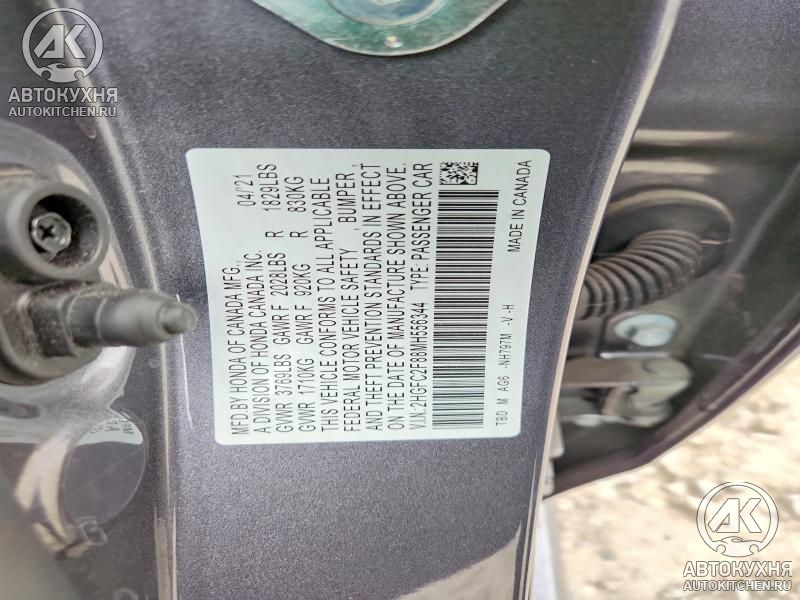 AK
АВТОКУХНЯ
AUTOKITCHEN.RU
MFD.BY HONDA OF CANADA MFG., 04/21
A DIVISION OF HONDA CANADA INC.
GVWR 3768LBS GAWR F 2028LBS R 1829LBS
GVWR 1710KG GAWR F 920KG R 830KG
THIS VEHICLE CONFORMS TO ALL APPLICABLE
FEDERAL MOTOR VEHICLE SAFETY , BUMPER ,
AND THEFT PREVENTION STANDARDS IN EFFECT
ON THE DATE OF MANUFACTURE SHOWN ABOVE.
V.I.N.:2HGFC2F88MH556344 TYPE: PASSENGER CAR
TBD M AG6 -NH797M -V -H
MADE IN CANADA
AK
АВТОКУХНЯ
AUTOKITCHEN.RU